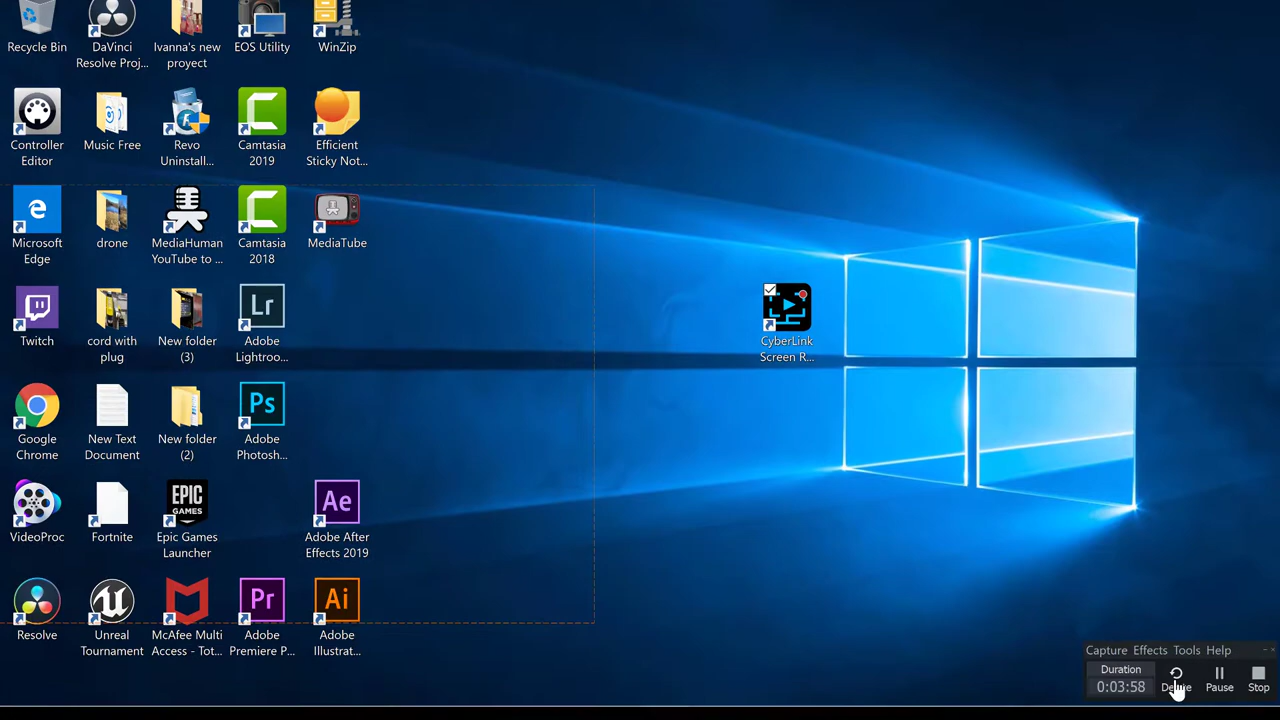 Recycle Bin
DaVinci
Resolve Proj...
Ivanna's new
proyect
EOS Utility
WinZip
Controller
Editor
Music Free
Revo
Uninstall...
Camtasia
2019
Efficient
Sticky Not...
Microsoft
Edge
drone
MediaHuman
YouTube to ...
Camtasia
2018
MediaTube
Twitch
cord with
plug
New folder
(3)
Lr
Adobe
Lightroo...
CyberLink
Screen R...
Google
Chrome
New Text
Document
New folder
(2)
Ps
Adobe
Photosh...
VideoProc
Fortnite
EPIC
GAMES
Epic Games
Launcher
Ae
Adobe After
Effects 2019
Resolve
Unreal
Tournament
McAfee Multi
Access - Tot...
Pr
Adobe
Premiere P...
Ai
Adobe
Illustrat...
Capture Effects Tools Help
Duration
0:03:58
Pause
Stop